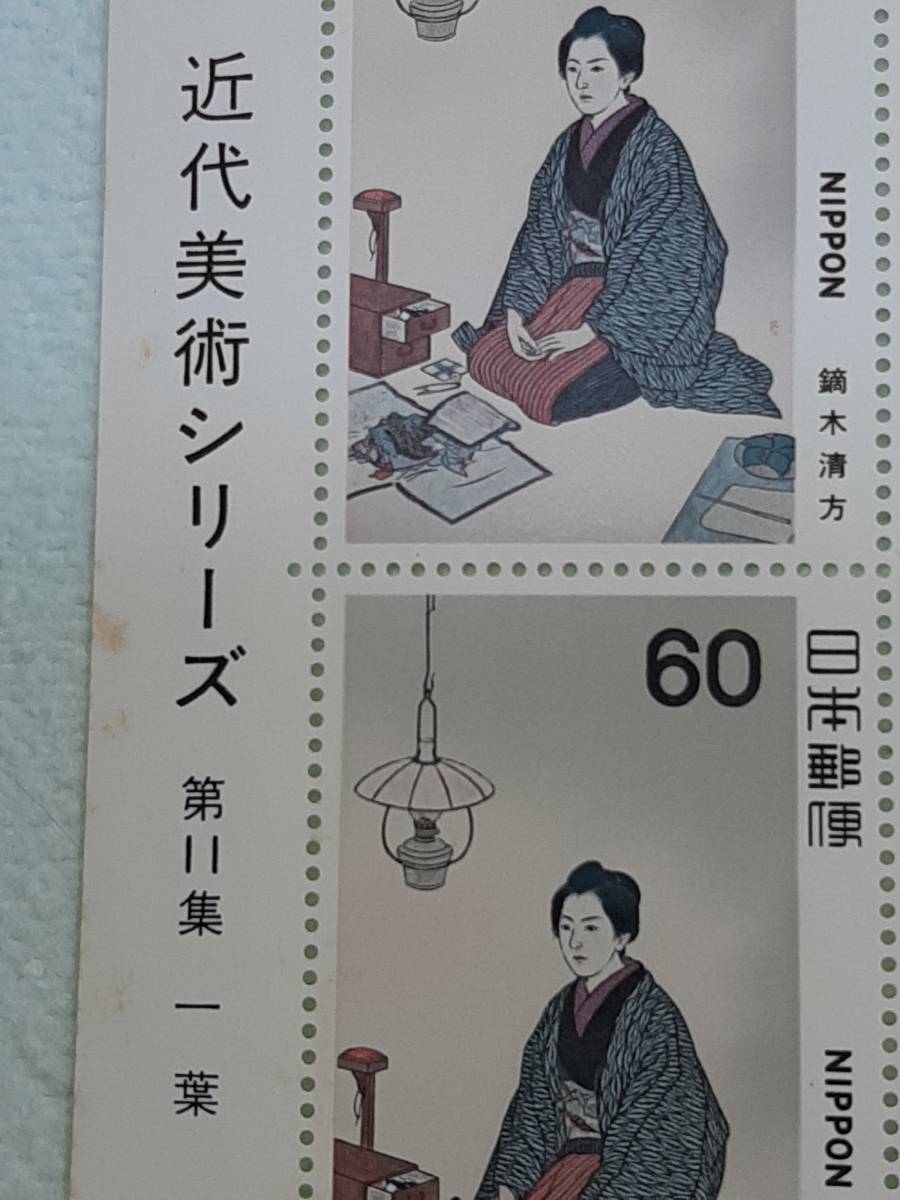 近代美術シリーズ 第11集 一葉
NIPPON 鏑木清方
60
日本郵便
NIPPON